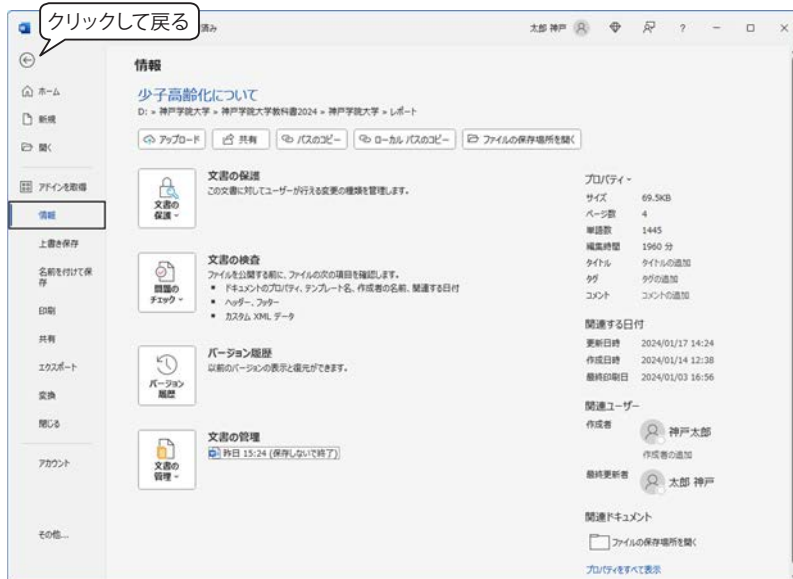 クリックして戻る
済み
太郎 神戸
?
情報
ホーム
新規
開く
アドインを取得
情報
上書き保存
名前を付けて保
存
印刷
共有
エクスポート
変換
閉じる
アカウント
その他...
少子高齢化について
D: » 神戸学院大学 » 神戸学院大学教科書2024 » 神戸学院大学 » レポート
アップロード
共有
パスのコピー
ローカル パスのコピー
ファイルの保存場所を開く
文書の
保護
文書の保護
この文書に対してユーザーが行える変更の種類を管理します。
問題の
チェック
文書の検査
ファイルを公開する前に、ファイルの次の項目を確認します。
• ドキュメントのプロパティ、テンプレート名、作成者の名前、関連する日付
• ヘッダー、フッター
• カスタム XML データ
バージョン
履歴
バージョン履歴
以前のバージョンの表示と復元ができます。
文書の
管理
文書の管理
昨日 15:24 (保存しないで終了)
プロパティ
サイズ 69.5KB
ページ数 4
単語数 1445
編集時間 1960 分
タイトル タイトルの追加
タグ タグの追加
コメント コメントの追加
関連する日付
更新日時 2024/01/17 14:24
作成日時 2024/01/14 12:38
最終印刷日 2024/01/03 16:56
関連ユーザー
作成者 神戸太郎
作成者の追加
最終更新者 太郎 神戸
関連ドキュメント
ファイルの保存場所を開く
プロパティをすべて表示